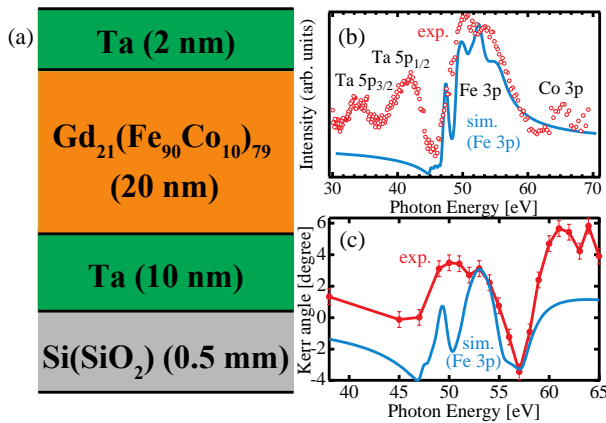 (a)
Ta (2 nm)
Gd21(Fe90Co10)79
(20 nm)
Ta (10 nm)
Si(SiO2) (0.5 mm)
(b)
exp.
Ta 5p1/2
Ta 5p3/2
Fe 3p
Co 3p
sim.
(Fe 3p)
Intensity (arb. units)
30 40 50 60 70
Photon Energy [eV]
(c)
exp.
sim.
(Fe 3p)
Kerr angle [degree]
6
4
2
0
-2
-4
40 45 50 55 60 65
Photon Energy [eV]